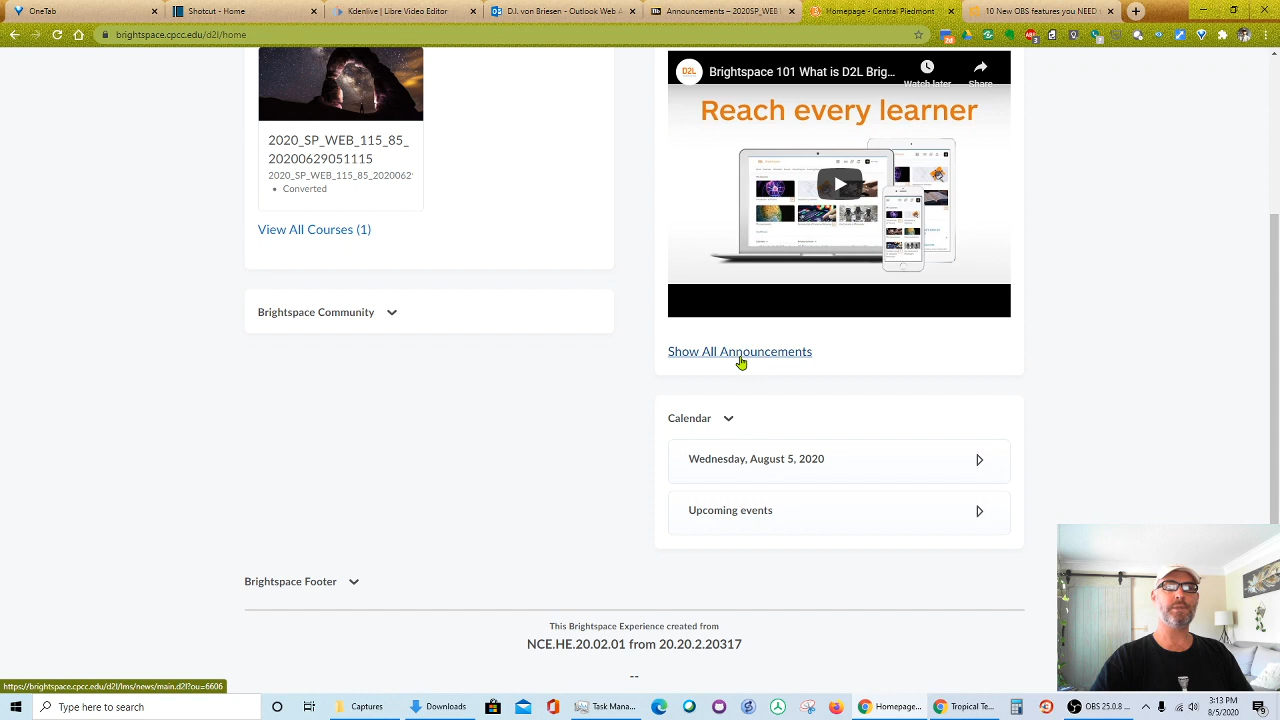 OneTab
Shotcut - Home
Kdenlive | Libre Video Editor
D.I. von Briesen - Outlook Web A
Announcements – 2020SP_WEB
Homepage - Central Piedmont
10 New OBS features you NEED
brightspace.cpcc.edu/d2l/home
2020_SP_WEB_115_85_
20200629051115
2020_SP_WEB_115_85_2020062
Converted
View All Courses (1)
Brightspace Community
D2L
Brightspace 101 What is D2L Brig...
Watch later
Share
Reach every learner
Show All Announcements
Calendar
Wednesday, August 5, 2020
Upcoming events
Brightspace Footer
This Brightspace Experience created from
NCE.HE.20.02.01 from 20.20.2.20317
--
https://brightspace.cpcc.edu/d2l/lms/news/main.d2l?ou=6606
Type here to search
Captures
Downloads
Task Man...
Homepage...
Tropical Te...
OBS 25.0.8 ...
3:13 PM
8/5/2020